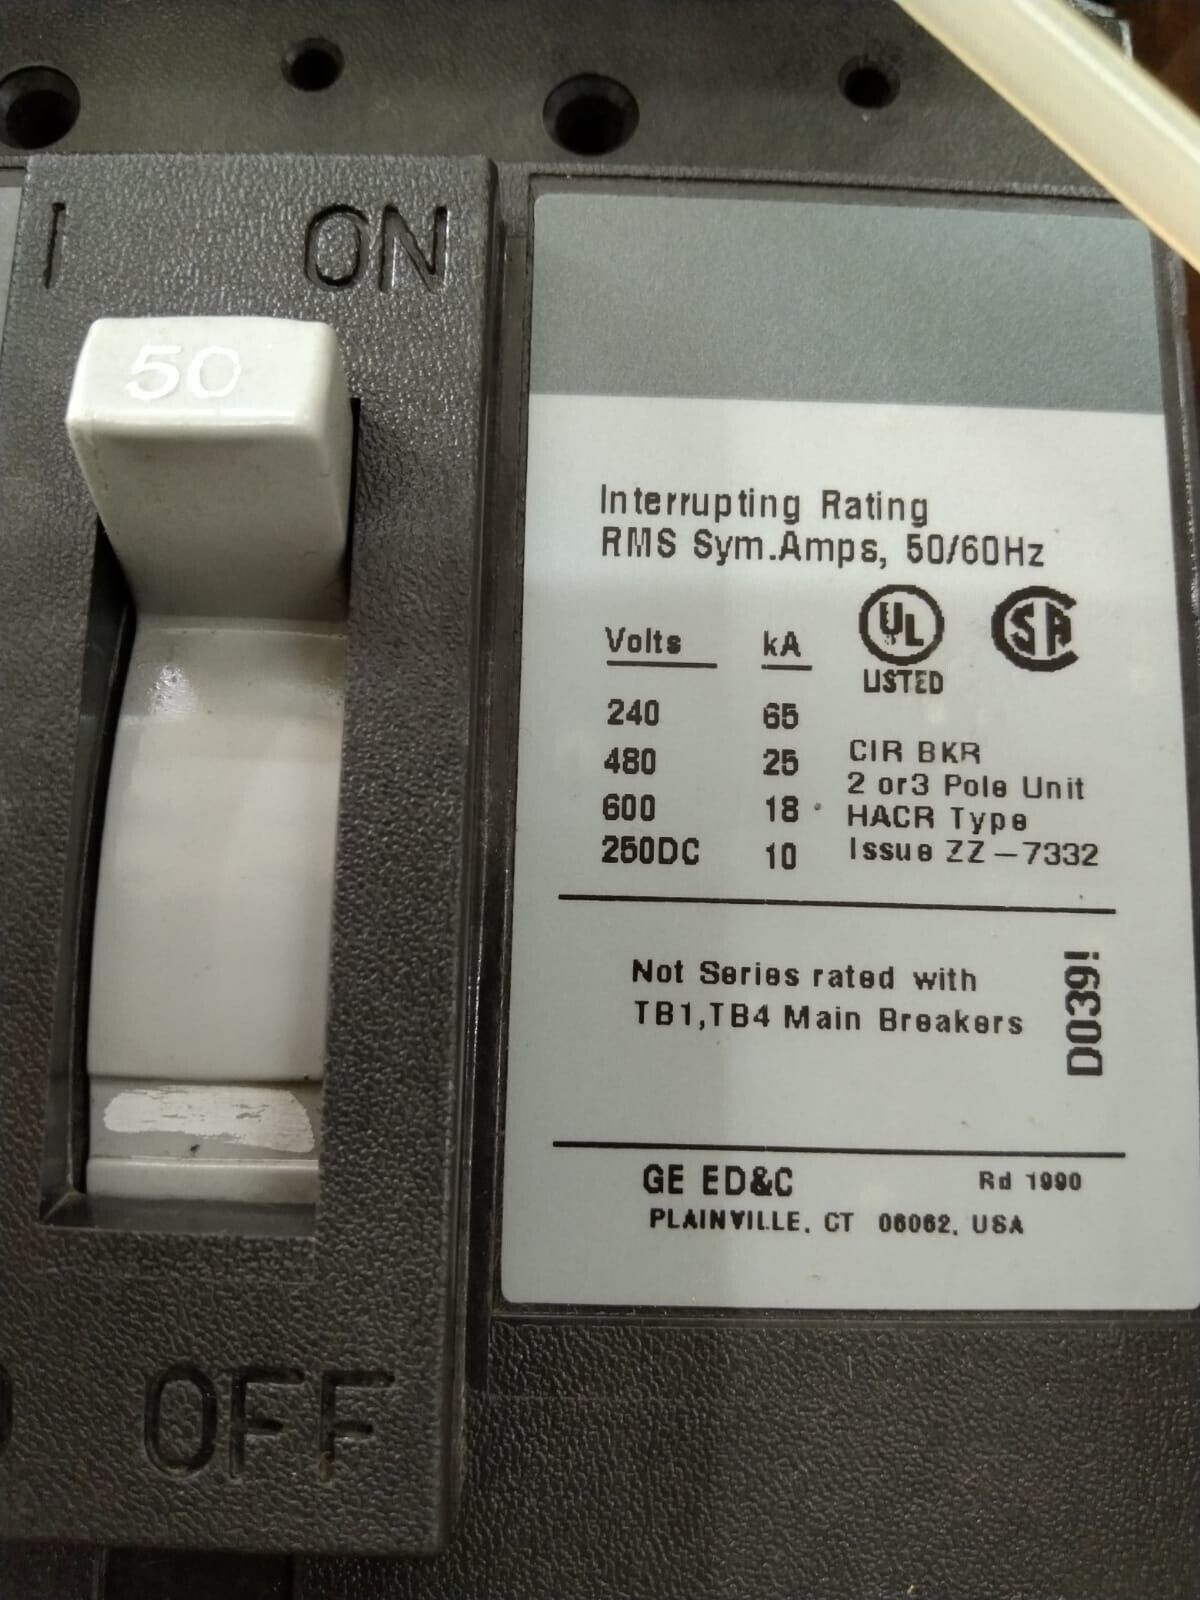 I ON
50
OFF
Interrupting Rating
RMS Sym.Amps, 50/60Hz
Volts kA
UL
LISTED
SA
240 65
480 25
600 18
250DC 10
CIR BKR
2 or3 Pole Unit
HACR Type
Issue ZZ-7332
Not Series rated with
TB1,TB4 Main Breakers
D039!
GE ED&C Rd 1990
PLAINVILLE, CT 06062, USA